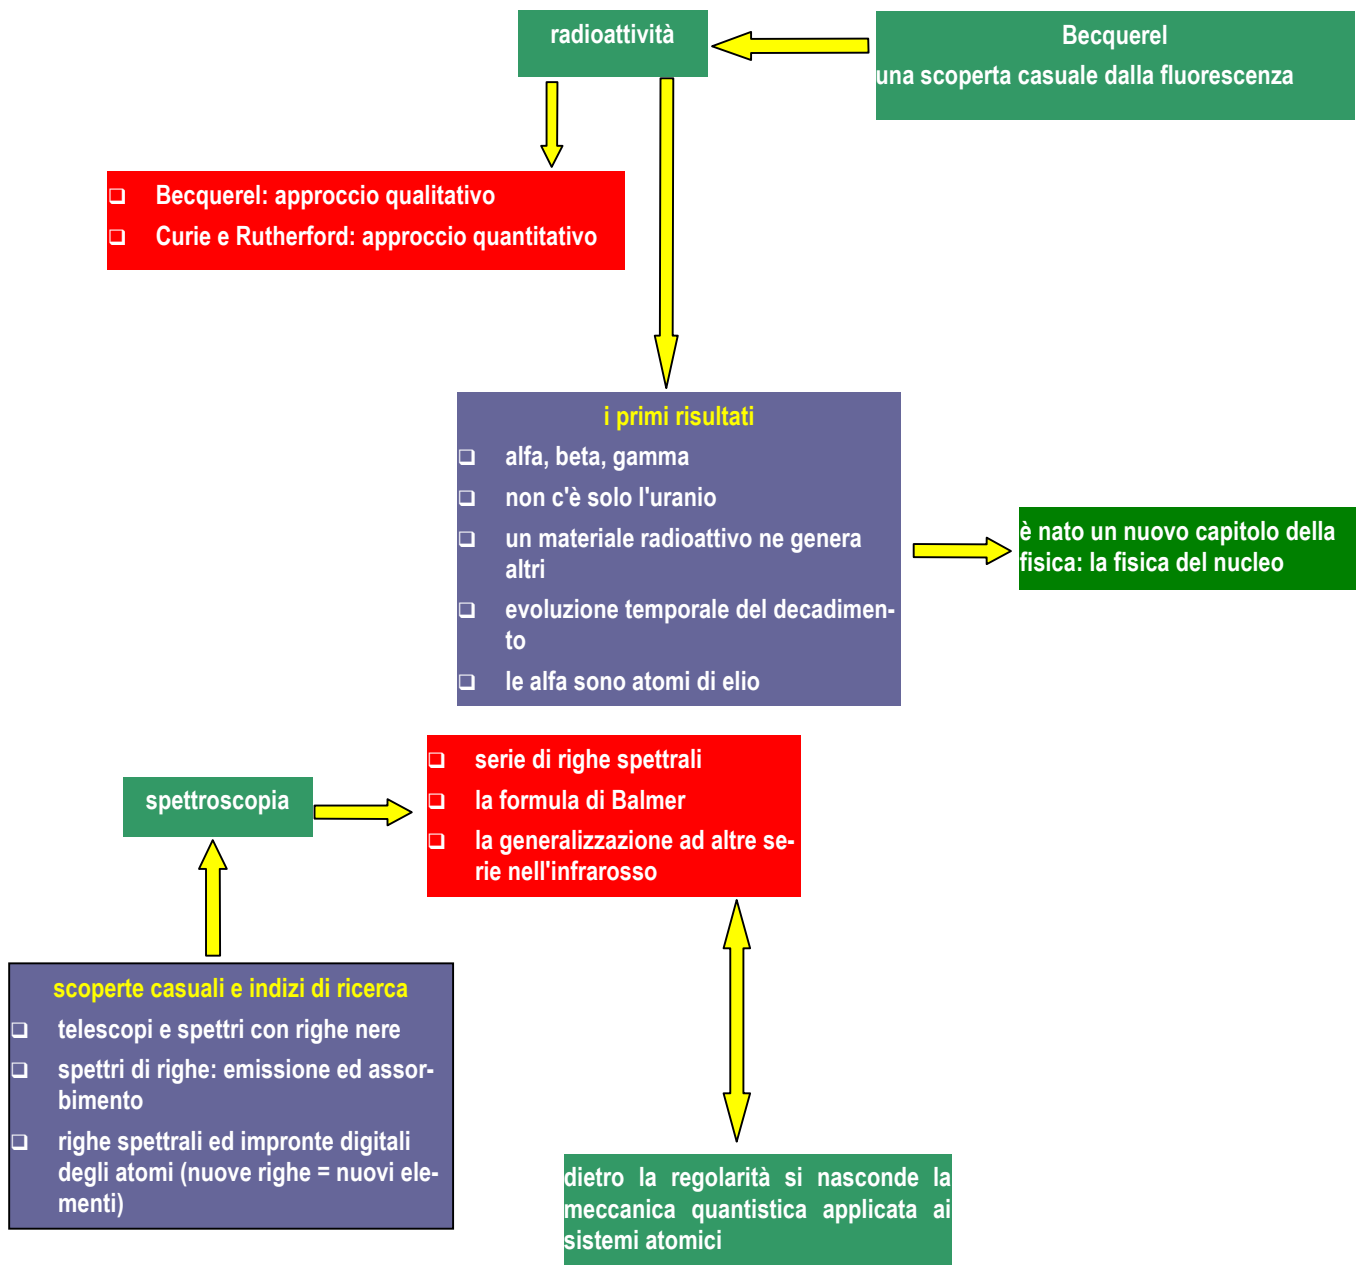 radioattività
Becquerel
una scoperta casuale dalla fluorescenza
Becquerel: approccio qualitativo
Curie e Rutherford: approccio quantitativo
i primi risultati
alfa, beta, gamma
non c'è solo l'uranio
un materiale radioattivo ne genera
altri
evoluzione temporale del decadimen-
to
le alfa sono atomi di elio
è nato un nuovo capitolo della
fisica: la fisica del nucleo
serie di righe spettrali
la formula di Balmer
la generalizzazione ad altre se-
rie nell'infrarosso
spettroscopia
scoperte casuali e indizi di ricerca
telescopi e spettri con righe nere
spettri di righe: emissione ed assor-
bimento
righe spettrali ed impronte digitali
degli atomi (nuove righe = nuovi ele-
menti)
dietro la regolarità si nasconde la
meccanica quantistica applicata ai
sistemi atomici